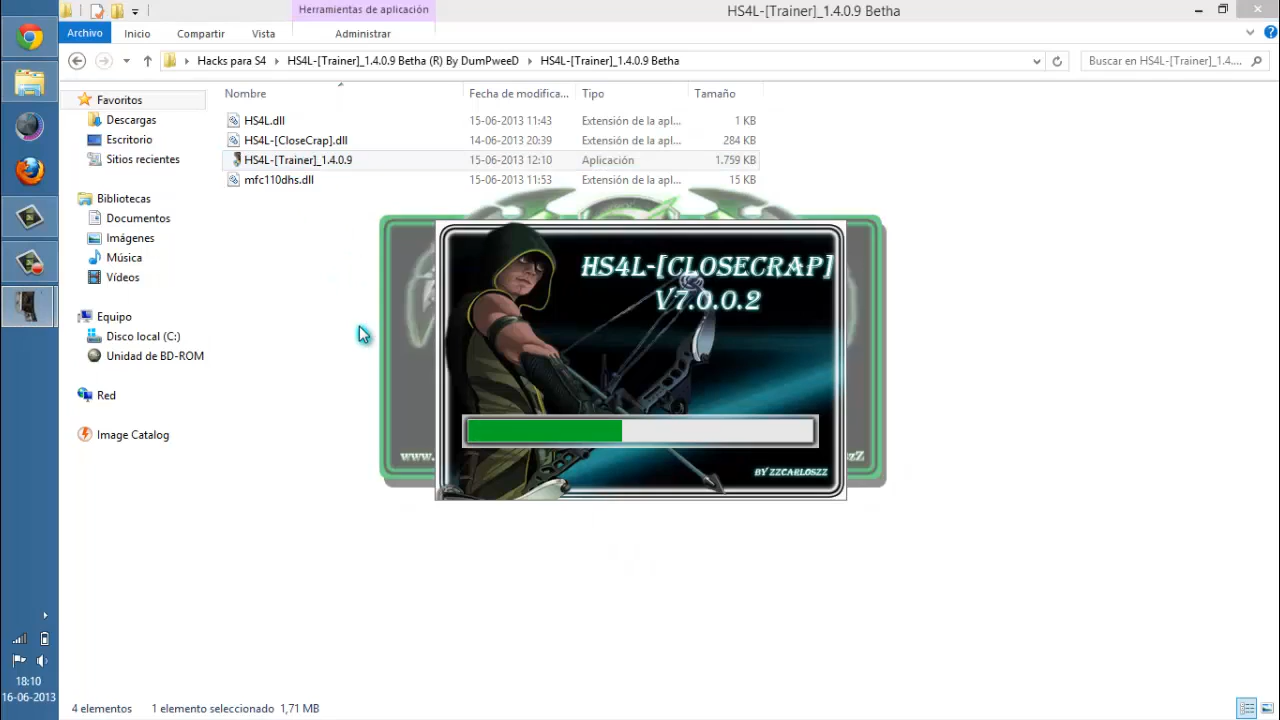 Herramientas de aplicación
HS4L-[Trainer]_1.4.0.9 Betha
Archivo Inicio Compartir Vista Administrar
Hacks para S4 HS4L-[Trainer]_1.4.0.9 Betha (R) By DumPweeD HS4L-[Trainer]_1.4.0.9 Betha
Buscar en HS4L-[Trainer]_1.4....
Nombre Fecha de modifica... Tipo Tamaño
HS4L.dll 15-06-2013 11:43 Extensión de la apl... 1 KB
HS4L-[CloseCrap].dll 14-06-2013 20:39 Extensión de la apl... 284 KB
HS4L-[Trainer]_1.4.0.9 15-06-2013 12:10 Aplicación 1.759 KB
mfc110dhs.dll 15-06-2013 11:53 Extensión de la apl... 15 KB
Favoritos
Descargas
Escritorio
Sitios recientes
Bibliotecas
Documentos
Imágenes
Música
Vídeos
Equipo
Disco local (C:)
Unidad de BD-ROM
Red
Image Catalog
HS4L-[CLOSECRAP]
V7.0.0.2
www.
zZ
BY ZZCARLOSZZ
18:10
16-06-2013
4 elementos 1 elemento seleccionado 1,71 MB